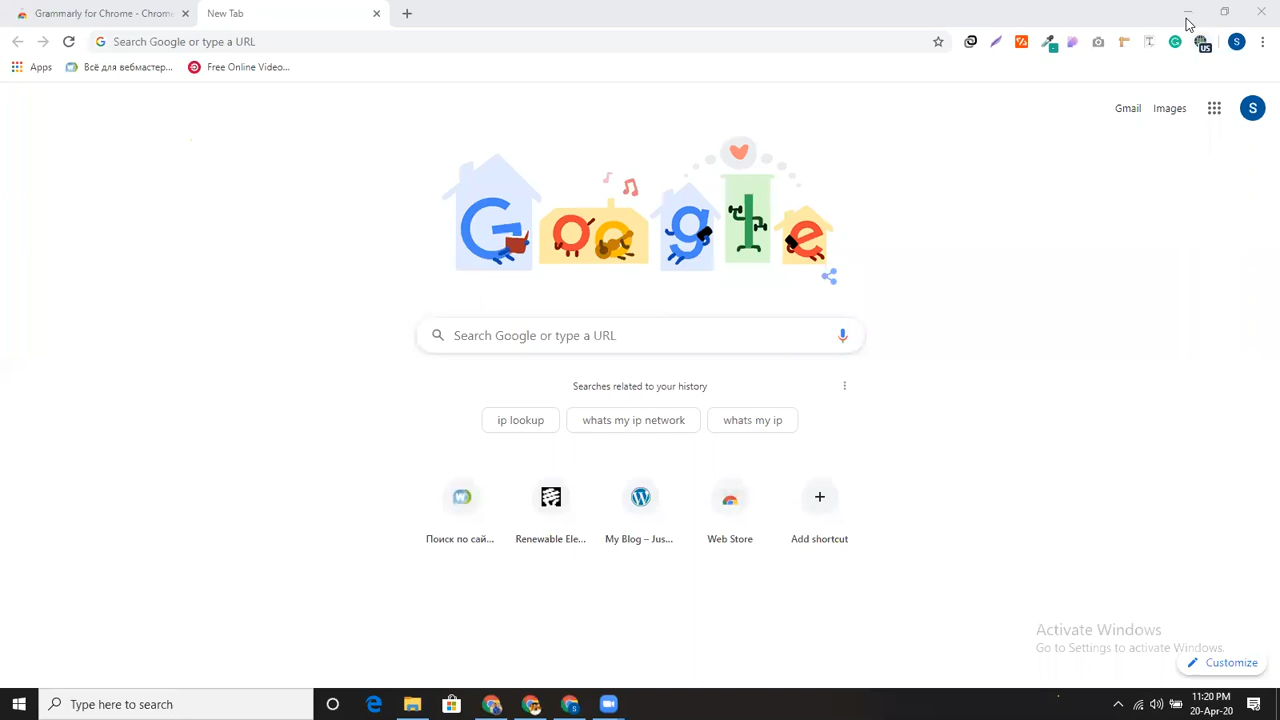 Grammarly for Chrome - Chrome
New Tab
Search Google or type a URL
US
S
Apps
Всё для вебмастер...
Free Online Video...
Gmail
Images
S
Google
Search Google or type a URL
Searches related to your history
ip lookup
whats my ip network
whats my ip
Поиск по сай...
Renewable Ele...
My Blog – Jus...
Web Store
Add shortcut
Activate Windows
Go to Settings to activate Windows.
Customize
Type here to search
11:20 PM
20-Apr-20